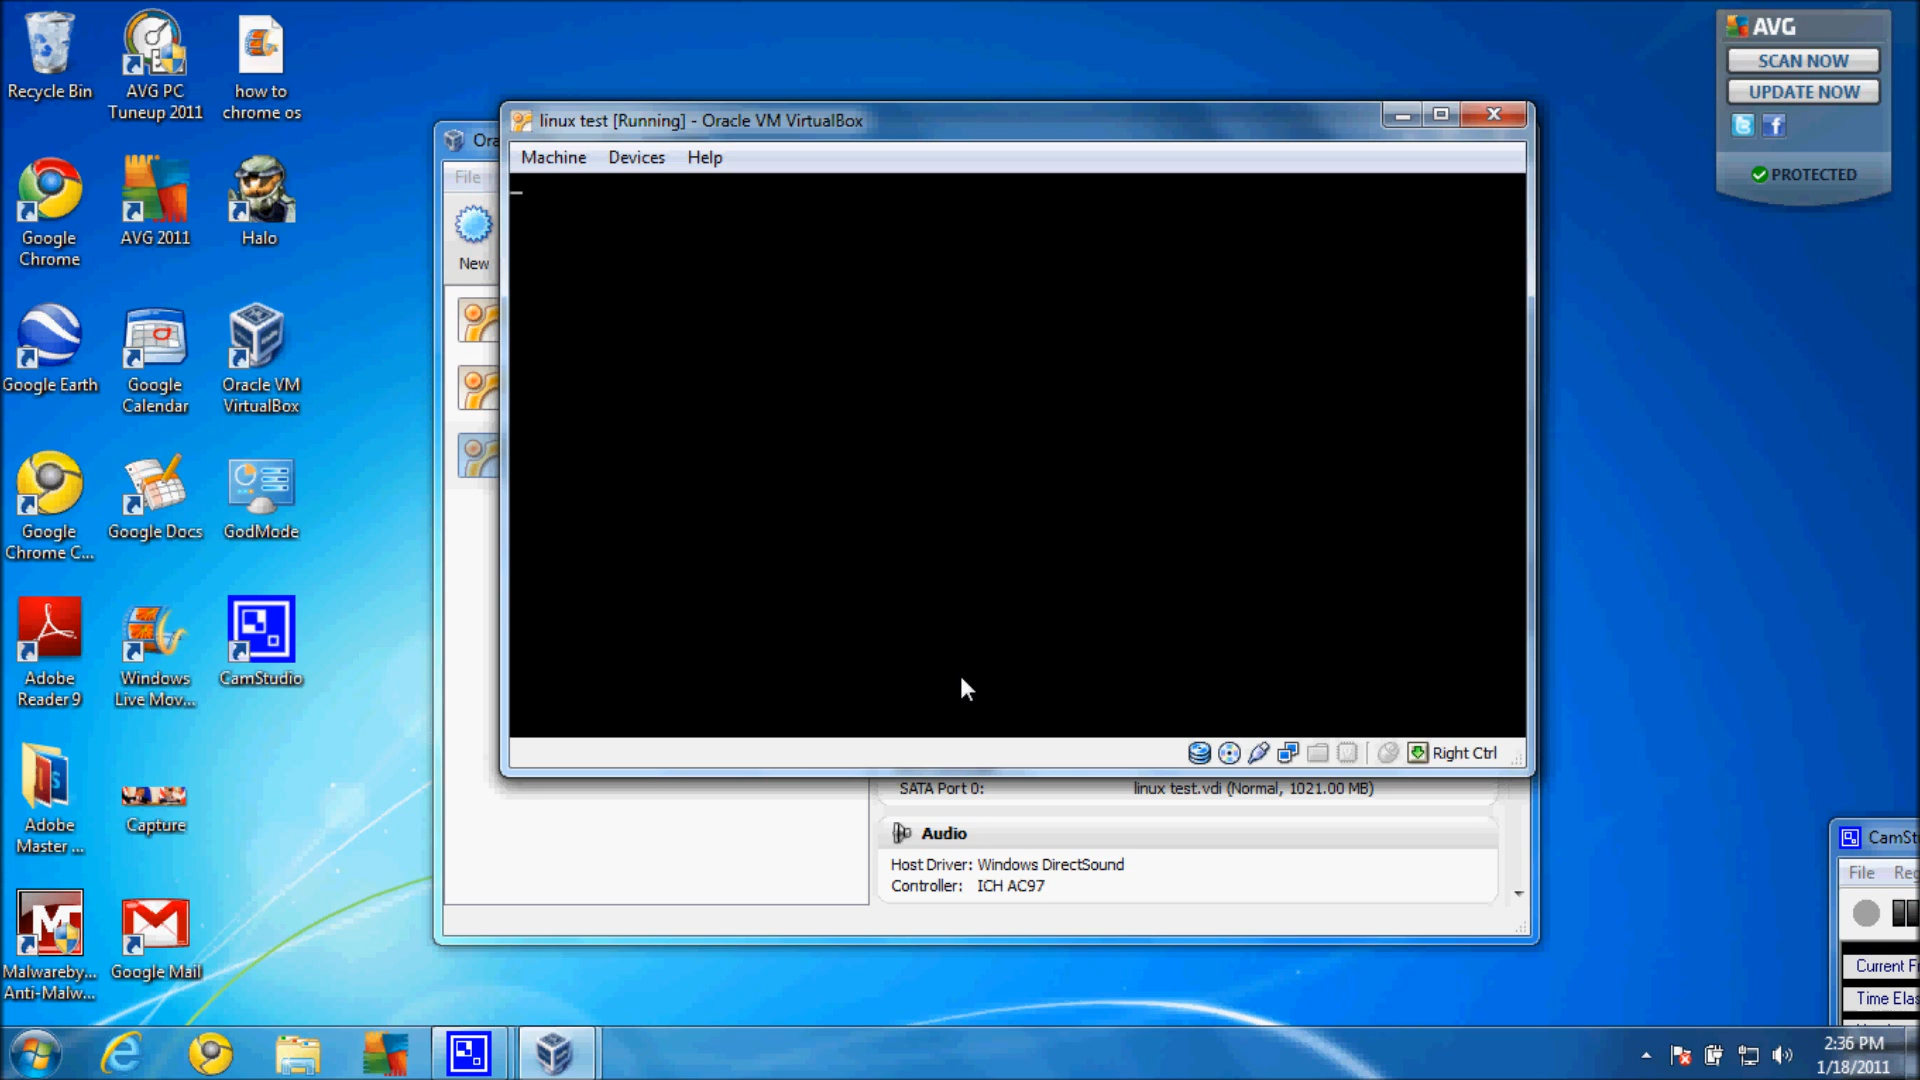 Recycle Bin
AVG PC
Tuneup 2011
how to
chrome os
Google
Chrome
AVG 2011
Halo
Google Earth
Google
Calendar
Oracle VM
VirtualBox
Google
Chrome C...
Google Docs
GodMode
Adobe
Reader 9
Windows
Live Mov...
CamStudio
Adobe
Master ...
Capture
Malwareby...
Anti-Malw...
Google Mail
Ora
File
New
linux test [Running] - Oracle VM VirtualBox
Machine Devices Help
Right Ctrl
SATA Port 0: linux test.vdi (Normal, 1021.00 MB)
Audio
Host Driver: Windows DirectSound
Controller: ICH AC97
AVG
SCAN NOW
UPDATE NOW
PROTECTED
CamSt
File Reg
Current F
Time Elas
2:36 PM
1/18/2011